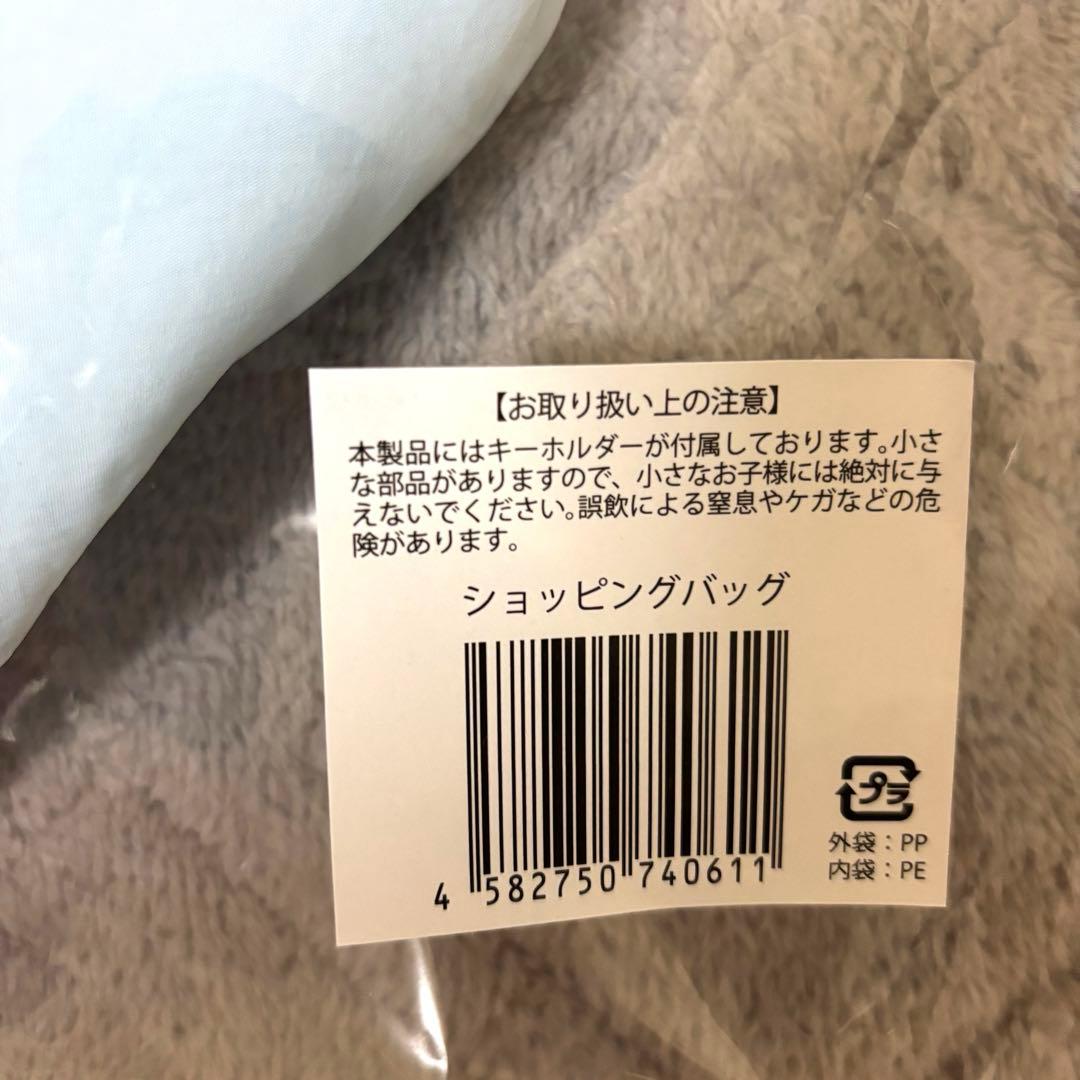 【お取り扱い上の注意】
本製品にはキーホルダーが付属しております。小さ
な部品がありますので、小さなお子様には絶対に与
えないでください。誤飲による窒息やケガなどの危
険があります。
ショッピングバッグ
4 582750 740611
プラ
外袋：PP
内袋：PE